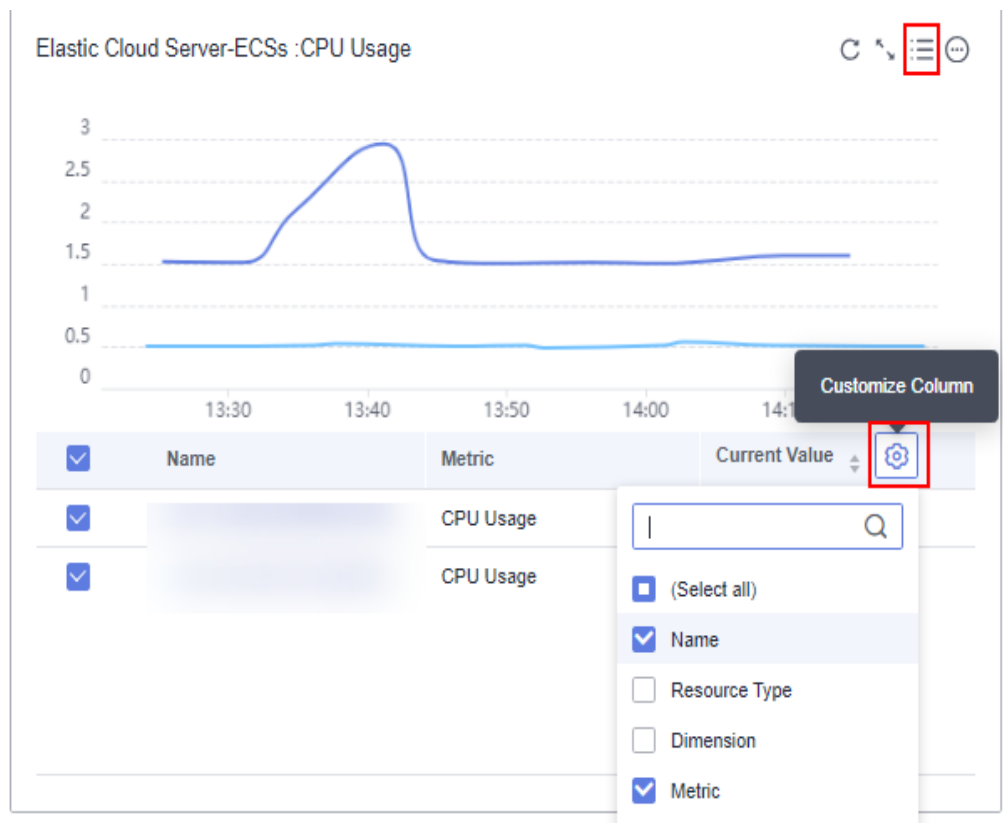 Elastic Cloud Server-ECSs :CPU Usage
3
2.5
2
1.5
1
0.5
0
13:30 13:40 13:50 14:00
Customize Column
Name Metric Current Value
CPU Usage
CPU Usage
(Select all)
Name
Resource Type
Dimension
Metric